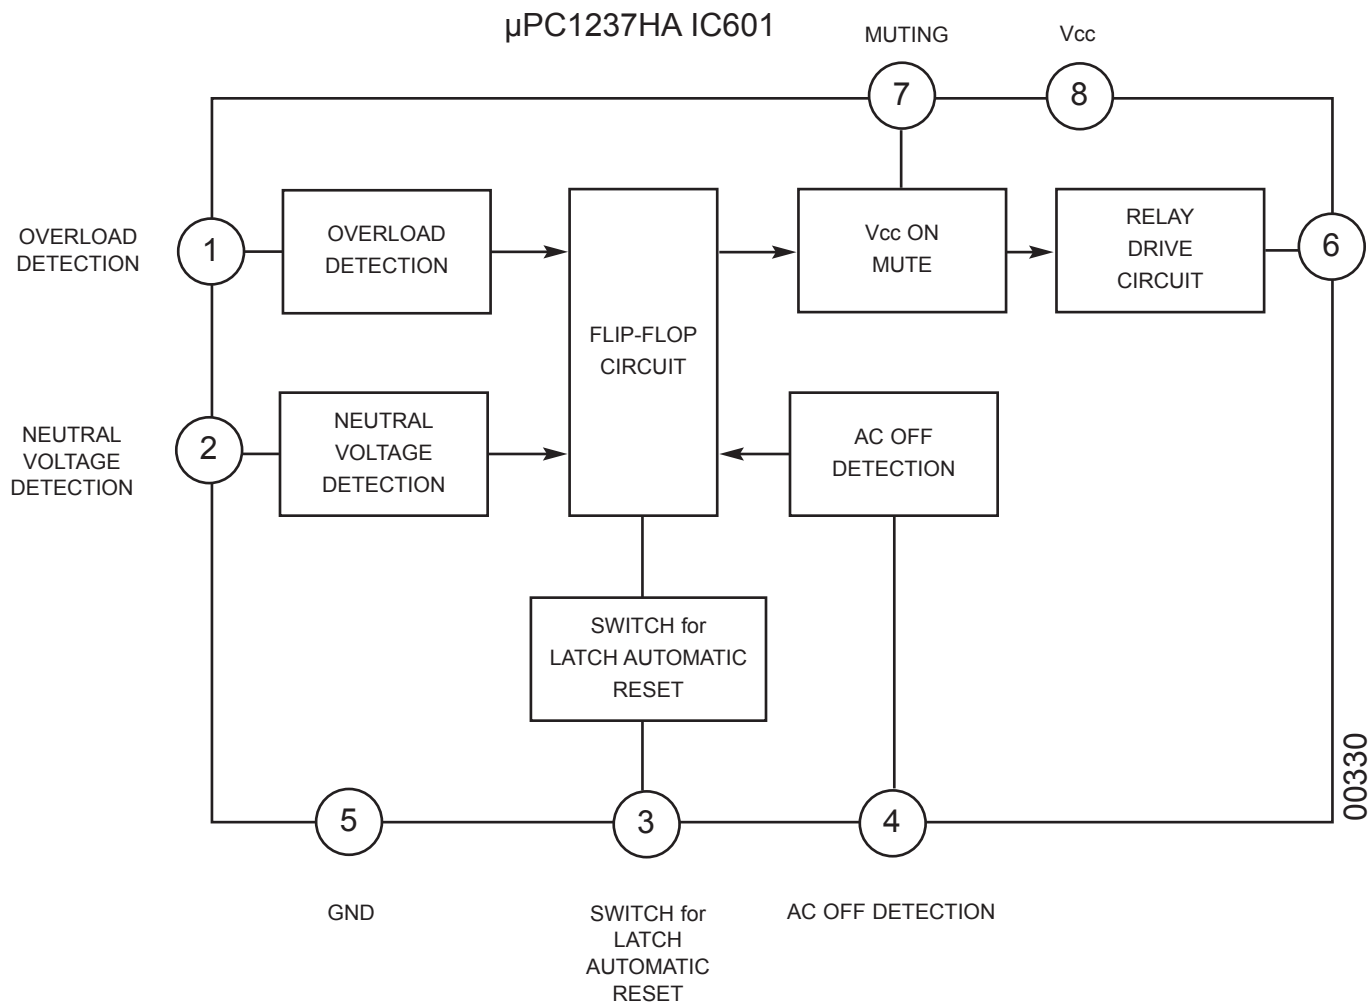 µPC1237HA IC601
MUTING
Vcc
7
8
OVERLOAD
DETECTION
1
OVERLOAD
DETECTION
Vcc ON
MUTE
RELAY
DRIVE
CIRCUIT
6
FLIP-FLOP
CIRCUIT
NEUTRAL
VOLTAGE
DETECTION
2
NEUTRAL
VOLTAGE
DETECTION
AC OFF
DETECTION
SWITCH for
LATCH AUTOMATIC
RESET
00330
5
3
4
GND
SWITCH for
LATCH
AUTOMATIC
RESET
AC OFF DETECTION